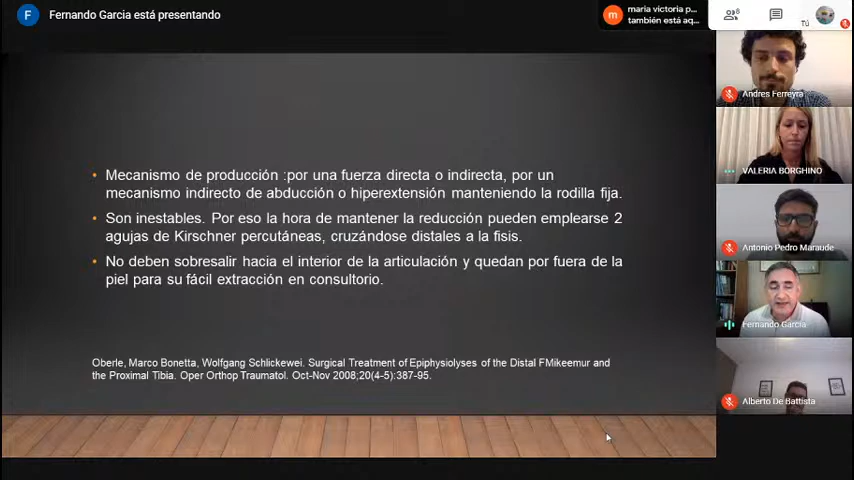 F
Fernando Garcia está presentando
m
maria victoria p...
también está aq...
8
Tú
Andres Ferreyra
VALERIA BORGHINO
Antonio Pedro Maraude
Fernando Garcia
Alberto De Battista
• Mecanismo de producción :por una fuerza directa o indirecta, por un
mecanismo indirecto de abducción o hiperextensión manteniendo la rodilla fija.
• Son inestables. Por eso la hora de mantener la reducción pueden emplearse 2
agujas de Kirschner percutáneas, cruzándose distales a la fisis.
• No deben sobresalir hacia el interior de la articulación y quedan por fuera de la
piel para su fácil extracción en consultorio.
Oberle, Marco Bonetta, Wolfgang Schlickewei. Surgical Treatment of Epiphysiolyses of the Distal FMikeemur and
the Proximal Tibia. Oper Orthop Traumatol. Oct-Nov 2008;20(4-5):387-95.